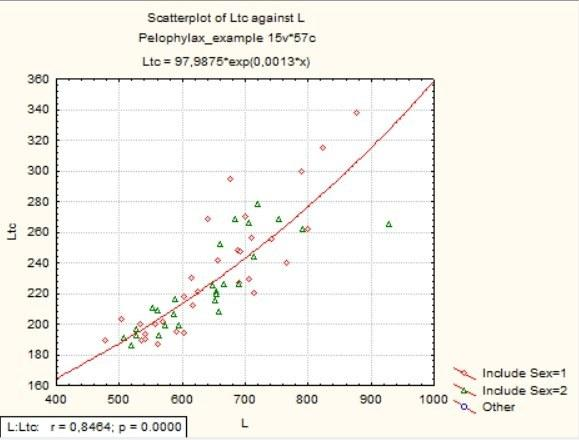 Scatterplot of Ltc against L
Pelophylax_example 15v*57c
Ltc = 97,9875*exp(0,0013*x)
360
340
320
300
280
260
240
220
200
180
160
Ltc
400 500 600 700 800 900 1000
L
Include Sex=1
Include Sex=2
Other
L:Ltc: r = 0,8464; p = 0.0000